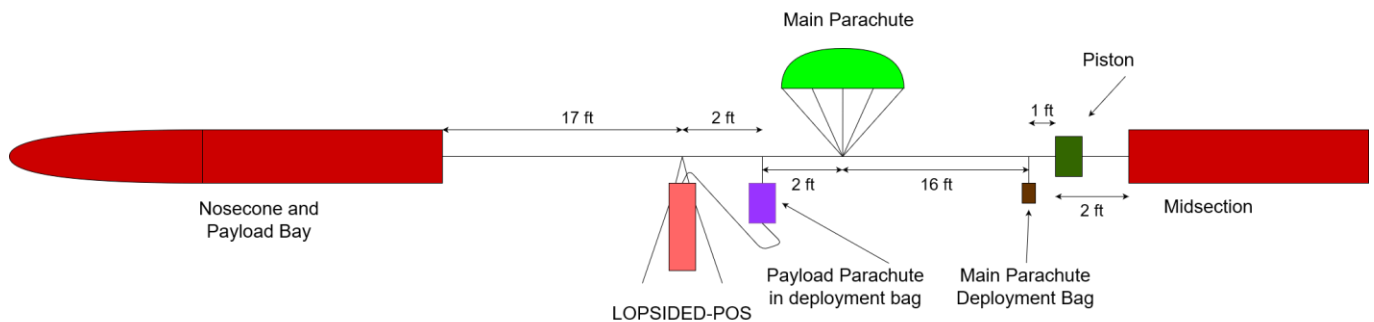 Main Parachute
Piston
17 ft
2 ft
1 ft
2 ft
16 ft
2 ft
Nosecone and
Payload Bay
Midsection
LOPSIDED-POS
Payload Parachute
in deployment bag
Main Parachute
Deployment Bag